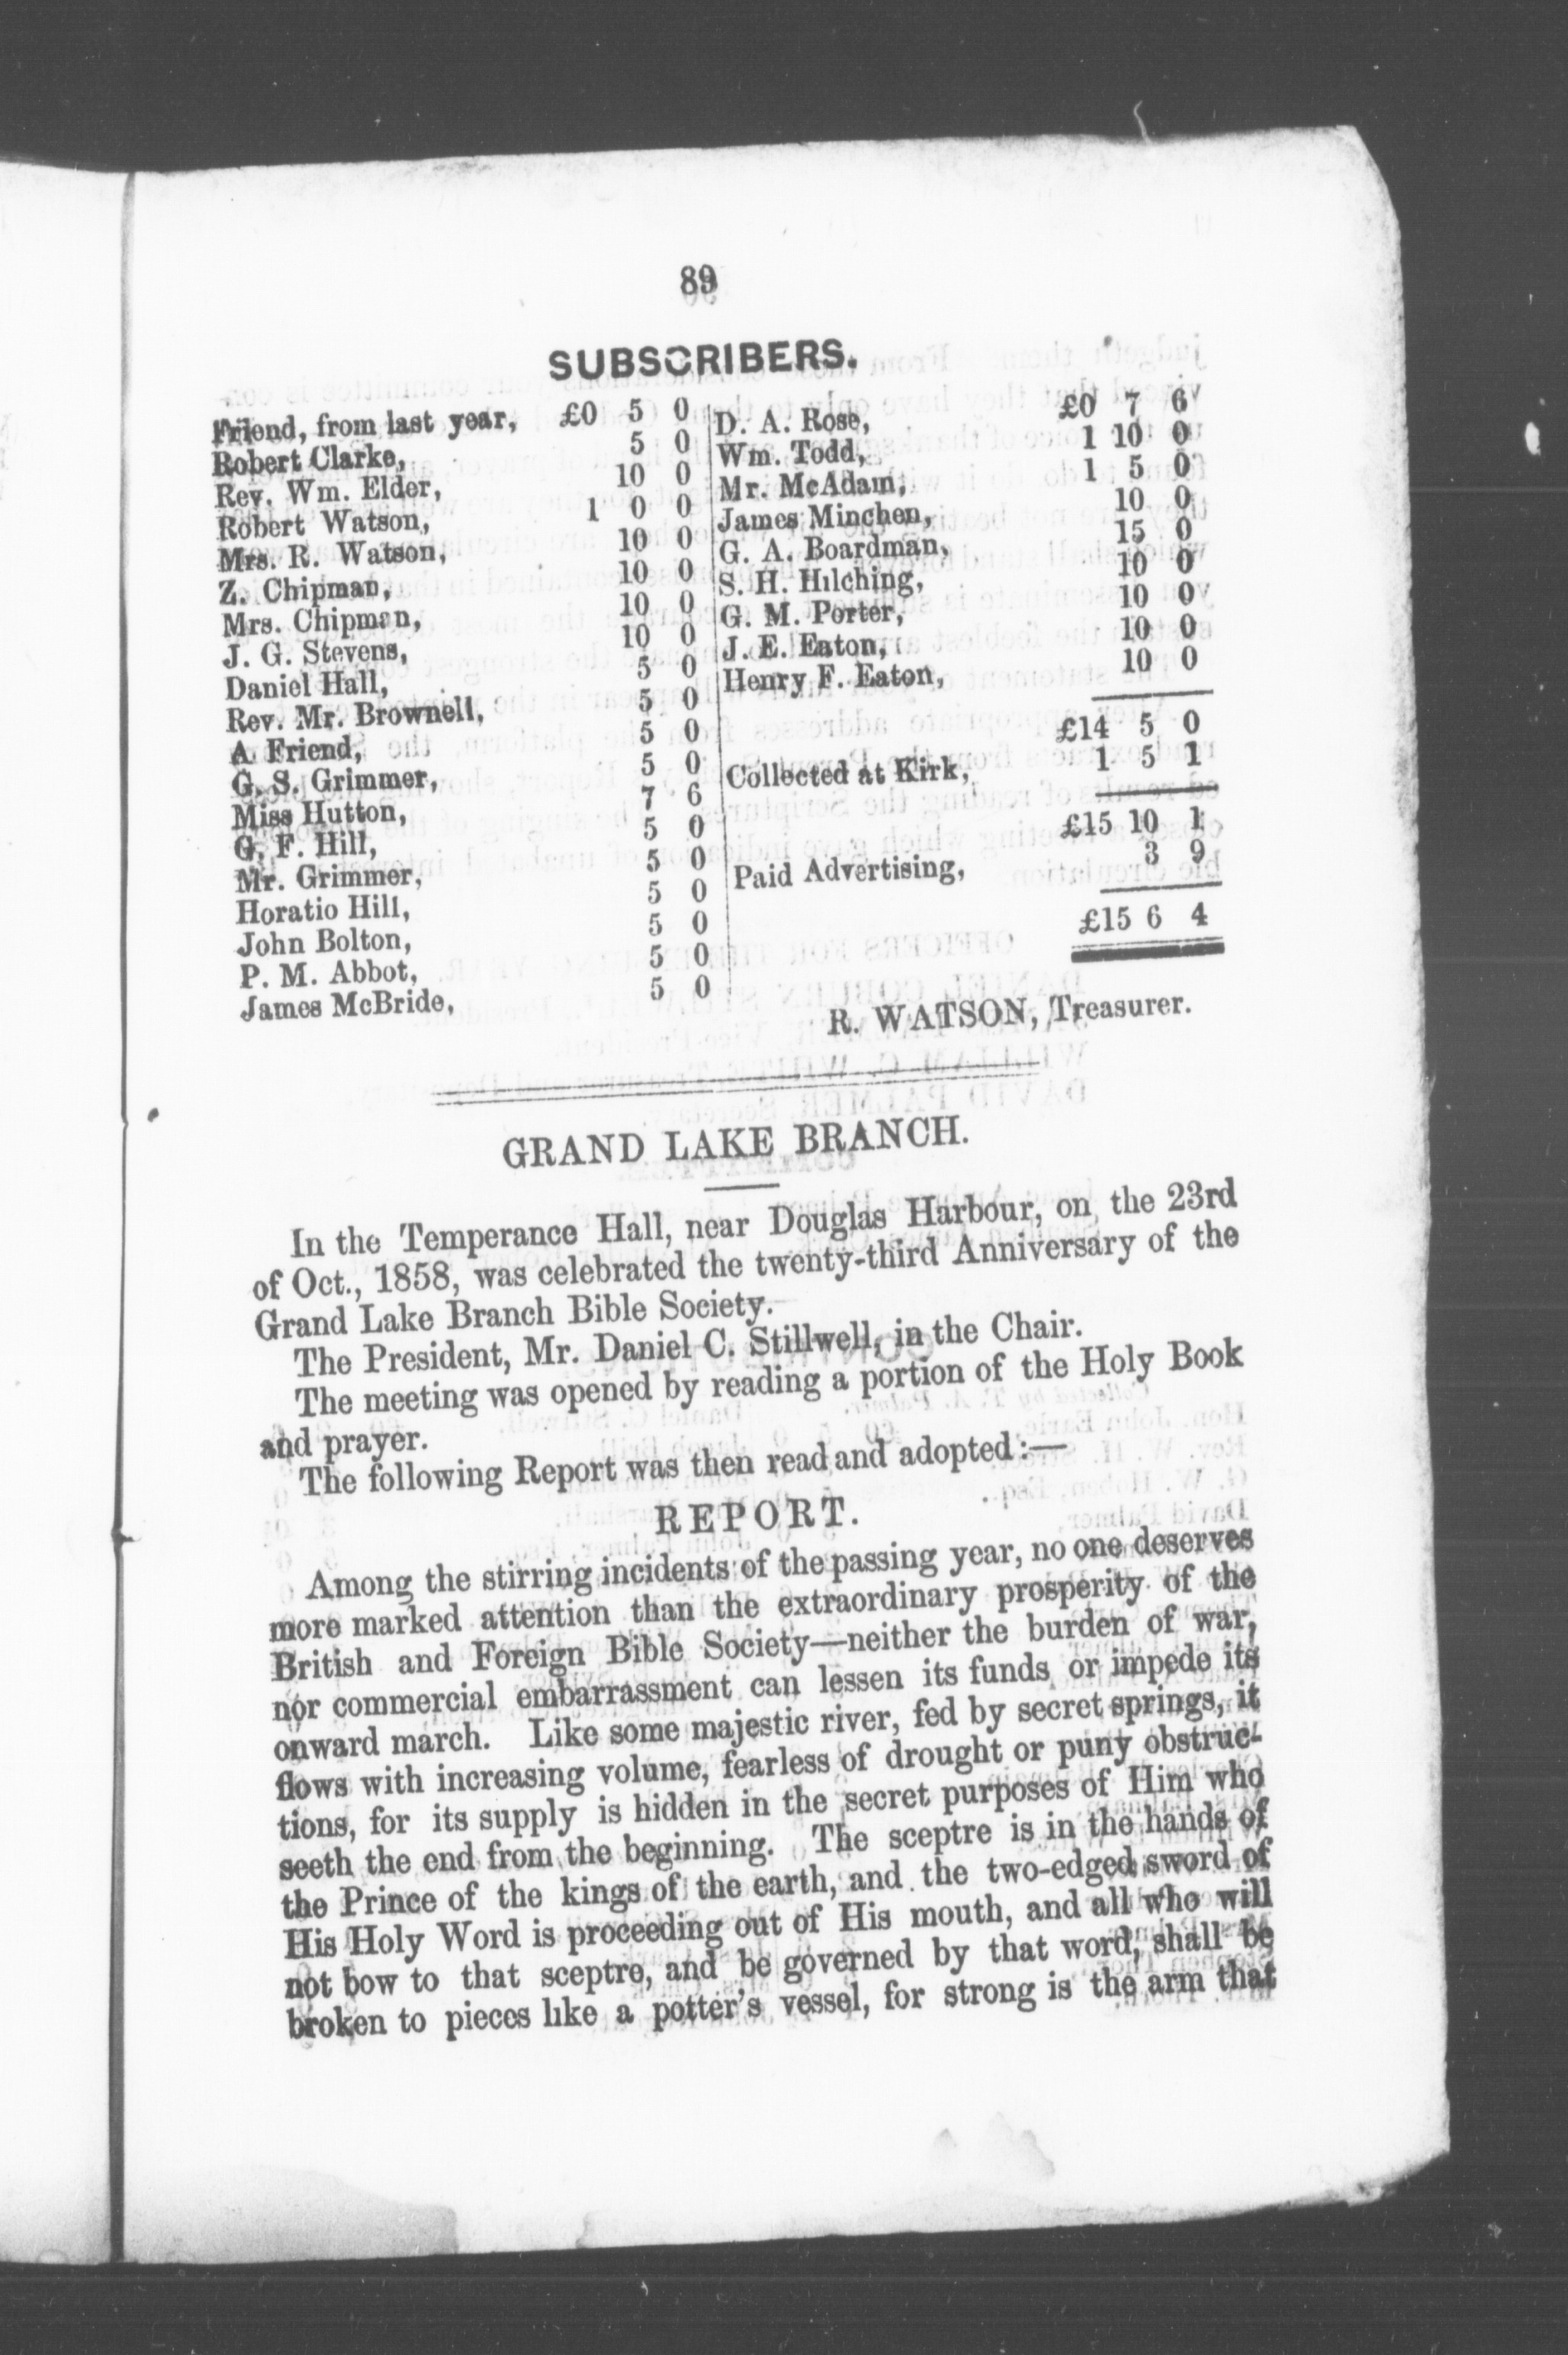 89
SUBSCRIBERS.
Friend, from last year, £0 5 0
Robert Clarke, 5 0
Rev. Wm. Elder, 10 0
Robert Watson, 1 0 0
Mrs. R. Watson, 10 0
Z. Chipman, 10 0
Mrs. Chipman, 10 0
J. G. Stevens, 10 0
Daniel Hall, 5 0
Rev. Mr. Brownell, 5 0
A Friend, 5 0
G. S. Grimmer, 5 0
Miss Hutton, 7 6
G. F. Hill, 5 0
Mr. Grimmer, 5 0
Horatio Hill, 5 0
John Bolton, 5 0
P. M. Abbot, 5 0
James McBride, 5 0
D. A. Rose, £0 7 6
Wm. Todd, 1 10 0
Mr. McAdam, 1 5 0
James Minchen, 10 0
G. A. Boardman, 15 0
S. H. Hilching, 10 0
G. M. Porter, 10 0
J. E. Eaton, 10 0
Henry F. Eaton, 10 0
£14 5 0
Collected at Kirk, 1 5 1
£15 10 1
Paid Advertising, 3 9
£15 6 4
R. WATSON, Treasurer.
GRAND LAKE BRANCH.
In the Temperance Hall, near Douglas Harbour, on the 23rd
of Oct., 1858, was celebrated the twenty-third Anniversary of the
Grand Lake Branch Bible Society.
The President, Mr. Daniel C. Stillwell, in the Chair.
The meeting was opened by reading a portion of the Holy Book
and prayer.
The following Report was then read and adopted:—
REPORT.
Among the stirring incidents of the passing year, no one deserves
more marked attention than the extraordinary prosperity of the
British and Foreign Bible Society—neither the burden of war,
nor commercial embarrassment can lessen its funds or impede its
onward march. Like some majestic river, fed by secret springs, it
flows with increasing volume, fearless of drought or puny obstruc-
tions, for its supply is hidden in the secret purposes of Him who
seeth the end from the beginning. The sceptre is in the hands of
the Prince of the kings of the earth, and the two-edged sword of
His Holy Word is proceeding out of His mouth, and all who will
not bow to that sceptre, and be governed by that word, shall be
broken to pieces like a potter's vessel, for strong is the arm that